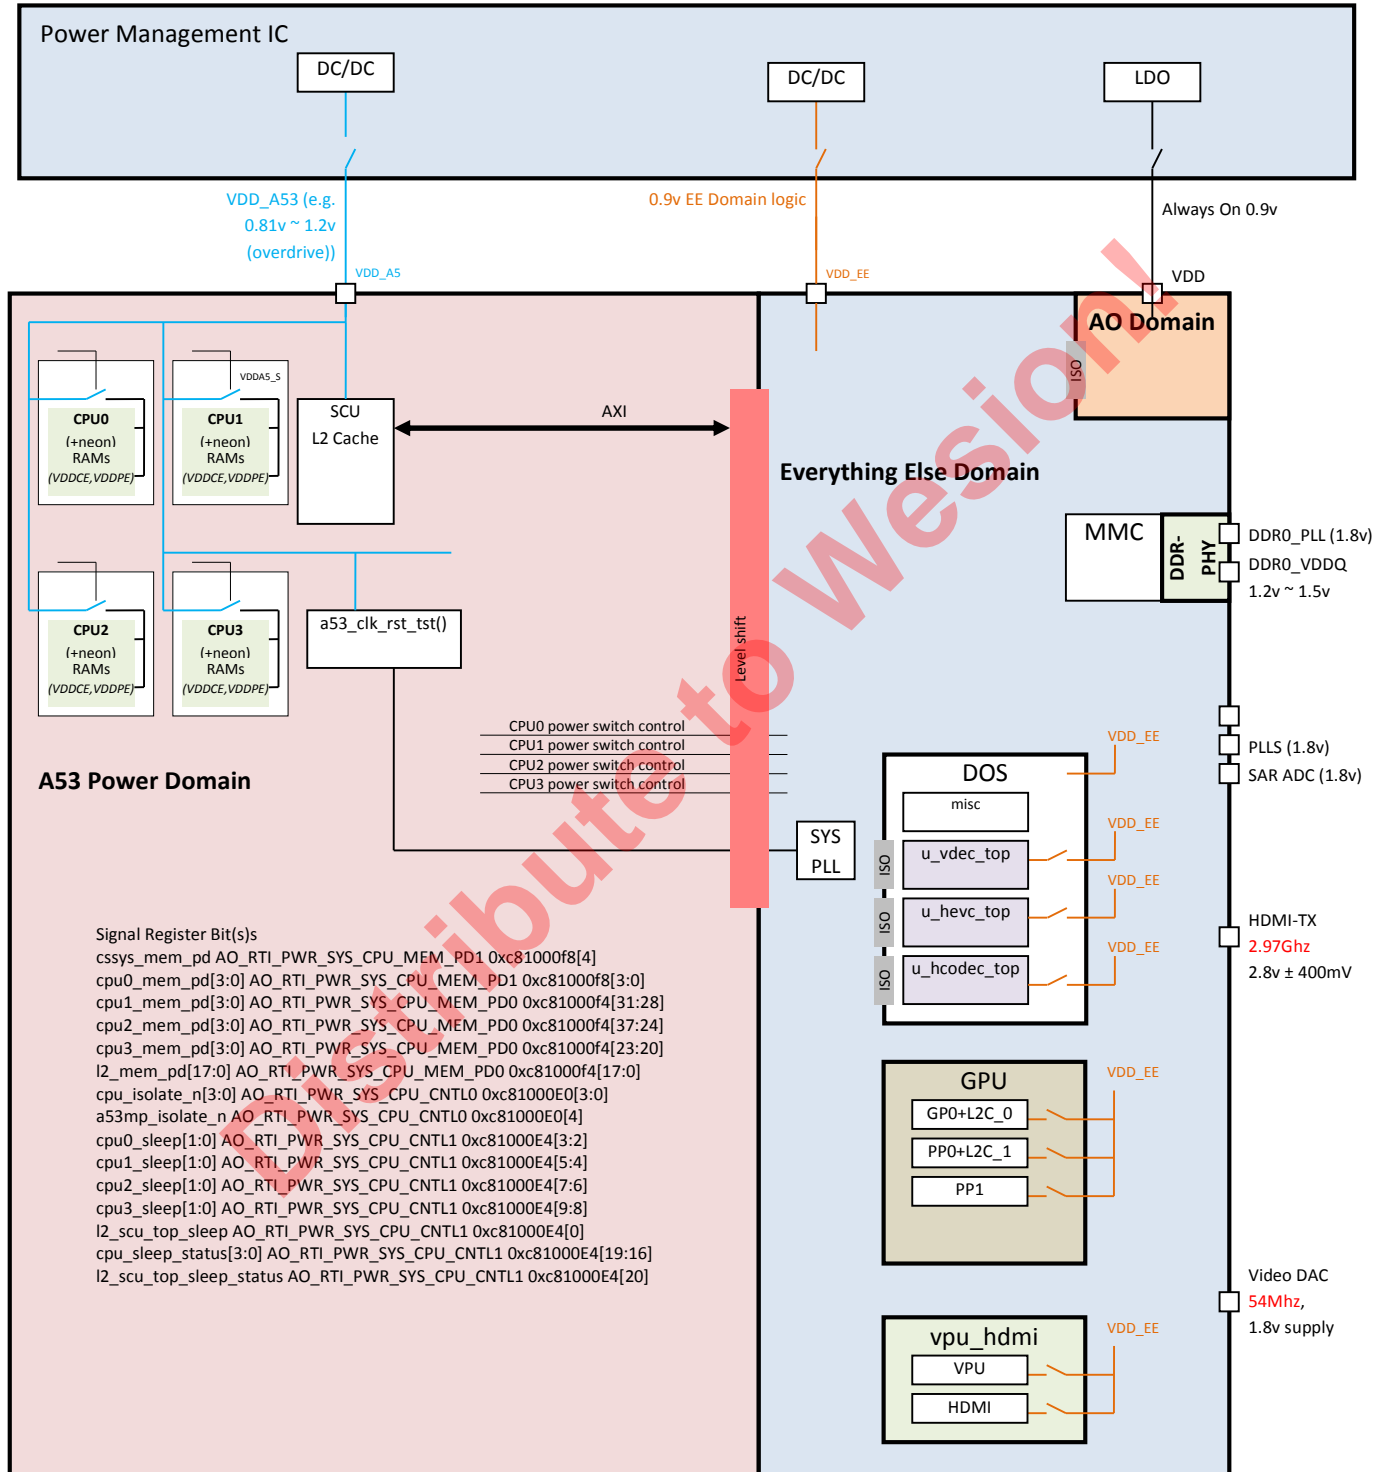 Power Management IC
DC/DC
DC/DC
LDO
VDD_A53 (e.g.
0.81v ~ 1.2v
(overdrive))
0.9v EE Domain logic
Always On 0.9v
VDD_A5
VDD_EE
VDD
AO Domain
ISO
VDDA5_S
CPU0
(+neon)
RAMs
(VDDCE,VDDPE)
CPU1
(+neon)
RAMs
(VDDCE,VDDPE)
SCU
L2 Cache
AXI
Everything Else Domain
MMC
DDR-
PHY
DDR0_PLL (1.8v)
DDR0_VDDQ
1.2v ~ 1.5v
CPU2
(+neon)
RAMs
(VDDCE,VDDPE)
CPU3
(+neon)
RAMs
(VDDCE,VDDPE)
a53_clk_rst_tst()
Level shift
CPU0 power switch control
CPU1 power switch control
CPU2 power switch control
CPU3 power switch control
A53 Power Domain
SYS
PLL
DOS
misc
u_vdec_top
u_hevc_top
u_hcodec_top
ISO
ISO
ISO
VDD_EE
VDD_EE
VDD_EE
VDD_EE
PLLS (1.8v)
SAR ADC (1.8v)
HDMI-TX
2.97Ghz
2.8v ± 400mV
Signal Register Bit(s)s
cssys_mem_pd AO_RTI_PWR_SYS_CPU_MEM_PD1 0xc81000f8[4]
cpu0_mem_pd[3:0] AO_RTI_PWR_SYS_CPU_MEM_PD1 0xc81000f8[3:0]
cpu1_mem_pd[3:0] AO_RTI_PWR_SYS_CPU_MEM_PD0 0xc81000f4[31:28]
cpu2_mem_pd[3:0] AO_RTI_PWR_SYS_CPU_MEM_PD0 0xc81000f4[37:24]
cpu3_mem_pd[3:0] AO_RTI_PWR_SYS_CPU_MEM_PD0 0xc81000f4[23:20]
l2_mem_pd[17:0] AO_RTI_PWR_SYS_CPU_MEM_PD0 0xc81000f4[17:0]
cpu_isolate_n[3:0] AO_RTI_PWR_SYS_CPU_CNTL0 0xc81000E0[3:0]
a53mp_isolate_n AO_RTI_PWR_SYS_CPU_CNTL0 0xc81000E0[4]
cpu0_sleep[1:0] AO_RTI_PWR_SYS_CPU_CNTL1 0xc81000E4[3:2]
cpu1_sleep[1:0] AO_RTI_PWR_SYS_CPU_CNTL1 0xc81000E4[5:4]
cpu2_sleep[1:0] AO_RTI_PWR_SYS_CPU_CNTL1 0xc81000E4[7:6]
cpu3_sleep[1:0] AO_RTI_PWR_SYS_CPU_CNTL1 0xc81000E4[9:8]
l2_scu_top_sleep AO_RTI_PWR_SYS_CPU_CNTL1 0xc81000E4[0]
cpu_sleep_status[3:0] AO_RTI_PWR_SYS_CPU_CNTL1 0xc81000E4[19:16]
l2_scu_top_sleep_status AO_RTI_PWR_SYS_CPU_CNTL1 0xc81000E4[20]
GPU
GP0+L2C_0
PP0+L2C_1
PP1
VDD_EE
Video DAC
54Mhz,
1.8v supply
vpu_hdmi
VPU
HDMI
VDD_EE
Distribute to Wesion!